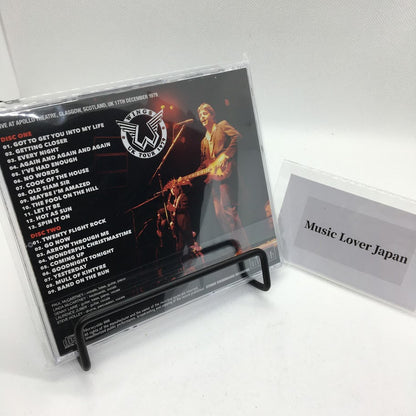 LIVE AT APOLLO THEATRE, GLASGOW, SCOTLAND, UK 17TH DECEMBER 1979
DISC ONE
01. GOT TO GET YOU INTO MY LIFE
02. GETTING CLOSER
03. EVERY NIGHT
04. AGAIN AND AGAIN AND AGAIN
05. I'VE HAD ENOUGH
06. NO WORDS
07. COOK OF THE HOUSE
08. OLD SIAM SIR
09. MAYBE I'M AMAZED
10. THE FOOL ON THE HILL
11. LET IT BE
12. HOT AS SUN
13. SPIN IT ON
DISC TWO
01. TWENTY FLIGHT ROCK
02. GO NOW
03. ARROW THROUGH ME
04. WONDERFUL CHRISTMASTIME
05. COMING UP
06. GOODNIGHT TONIGHT
07. YESTERDAY
08. MULL OF KINTYRE
09. BAND ON THE RUN
WINGS
W
UK TOUR 1979
Music Lover Japan